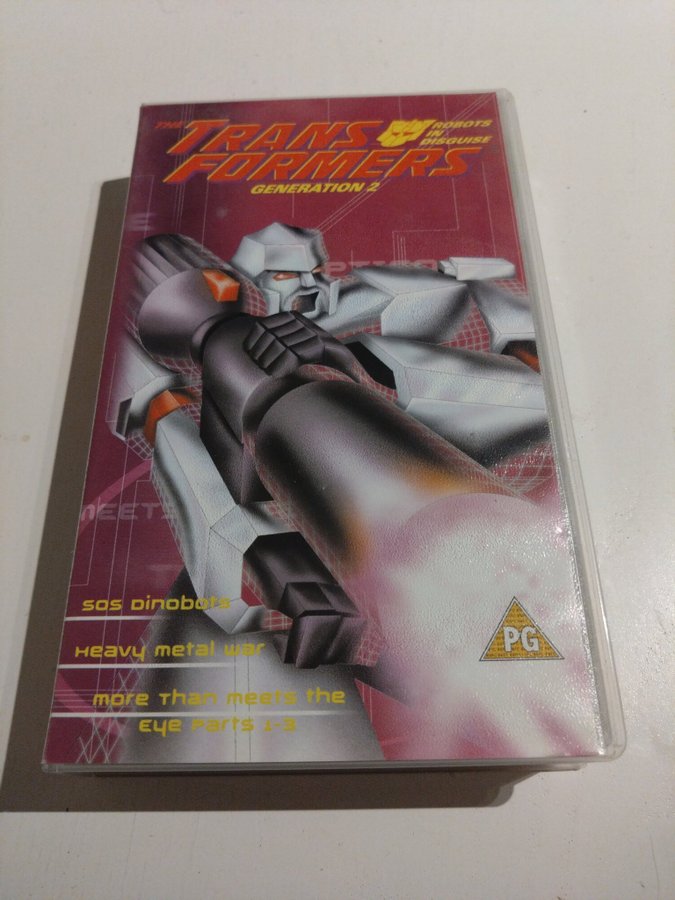 THE TRANS
FORMERS
ROBOTS
IN
DISGUISE
GENERATION 2
MEETS
SOS DINOBOTS
HEAVY METAL WAR
MORE THAN MEETS THE
EYE PARTS 1-3
PG